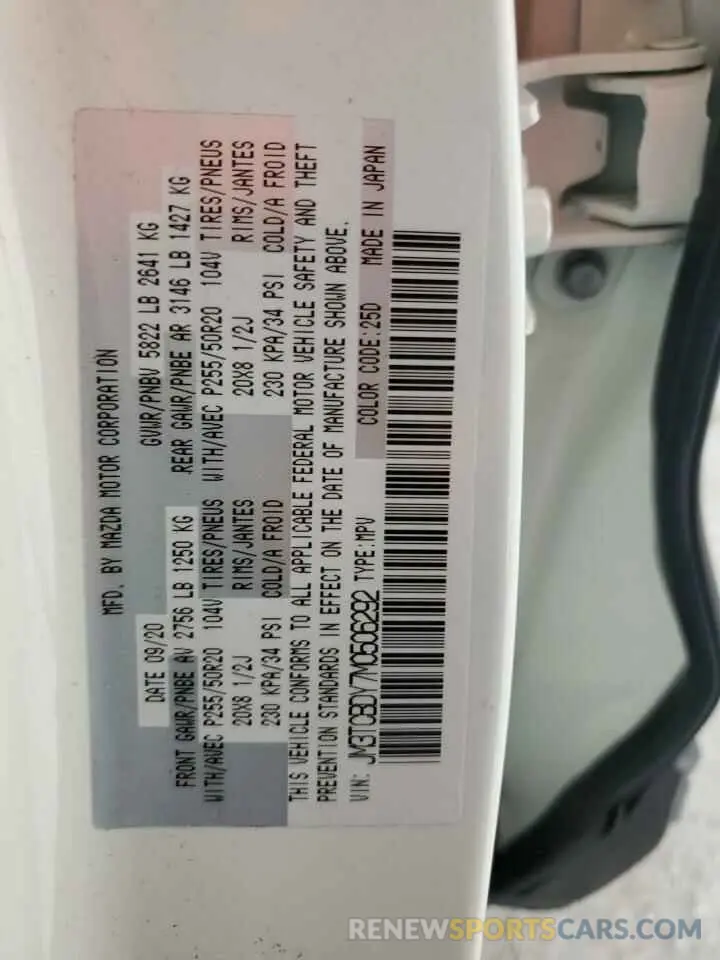 MFD. BY MAZDA MOTOR CORPORATION
DATE 09/20 GVWR/PNBV 5822 LB 2641 KG
FRONT GAWR/PNBE AV 2756 LB 1250 KG REAR GAWR/PNBE AR 3146 LB 1427 KG
WITH/AVEC P255/50R20 104V TIRES/PNEUS WITH/AVEC P255/50R20 104V TIRES/PNEUS
20X8 1/2J RIMS/JANTES 20X8 1/2J RIMS/JANTES
230 KPA/34 PSI COLD/A FROID 230 KPA/34 PSI COLD/A FROID
THIS VEHICLE CONFORMS TO ALL APPLICABLE FEDERAL MOTOR VEHICLE SAFETY AND THEFT
PREVENTION STANDARDS IN EFFECT ON THE DATE OF MANUFACTURE SHOWN ABOVE.
VIN: JM3TCBDY7M0506292 TYPE:MPV COLOR CODE:25D MADE IN JAPAN
RENEWSPORTSCARS.COM